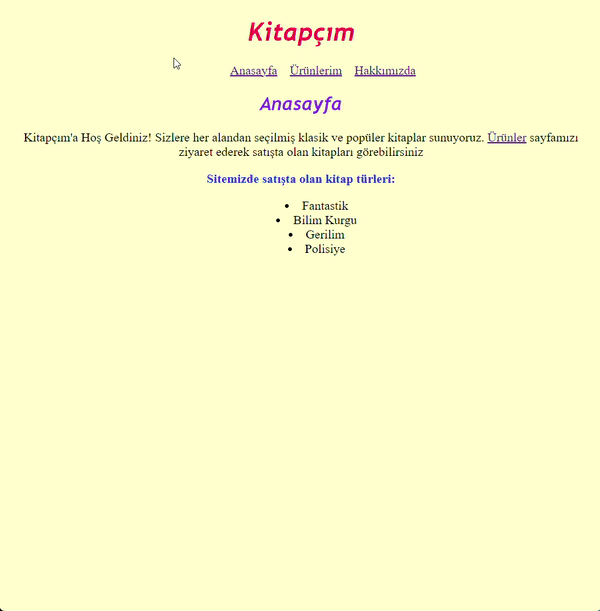 Kitapçım
Anasayfa Ürünlerim Hakkımızda
Anasayfa
Kitapçım'a Hoş Geldiniz! Sizlere her alandan seçilmiş klasik ve popüler kitaplar sunuyoruz. Ürünler sayfamızı
ziyaret ederek satışta olan kitapları görebilirsiniz
Sitemizde satışta olan kitap türleri:
• Fantastik
• Bilim Kurgu
• Gerilim
• Polisiye